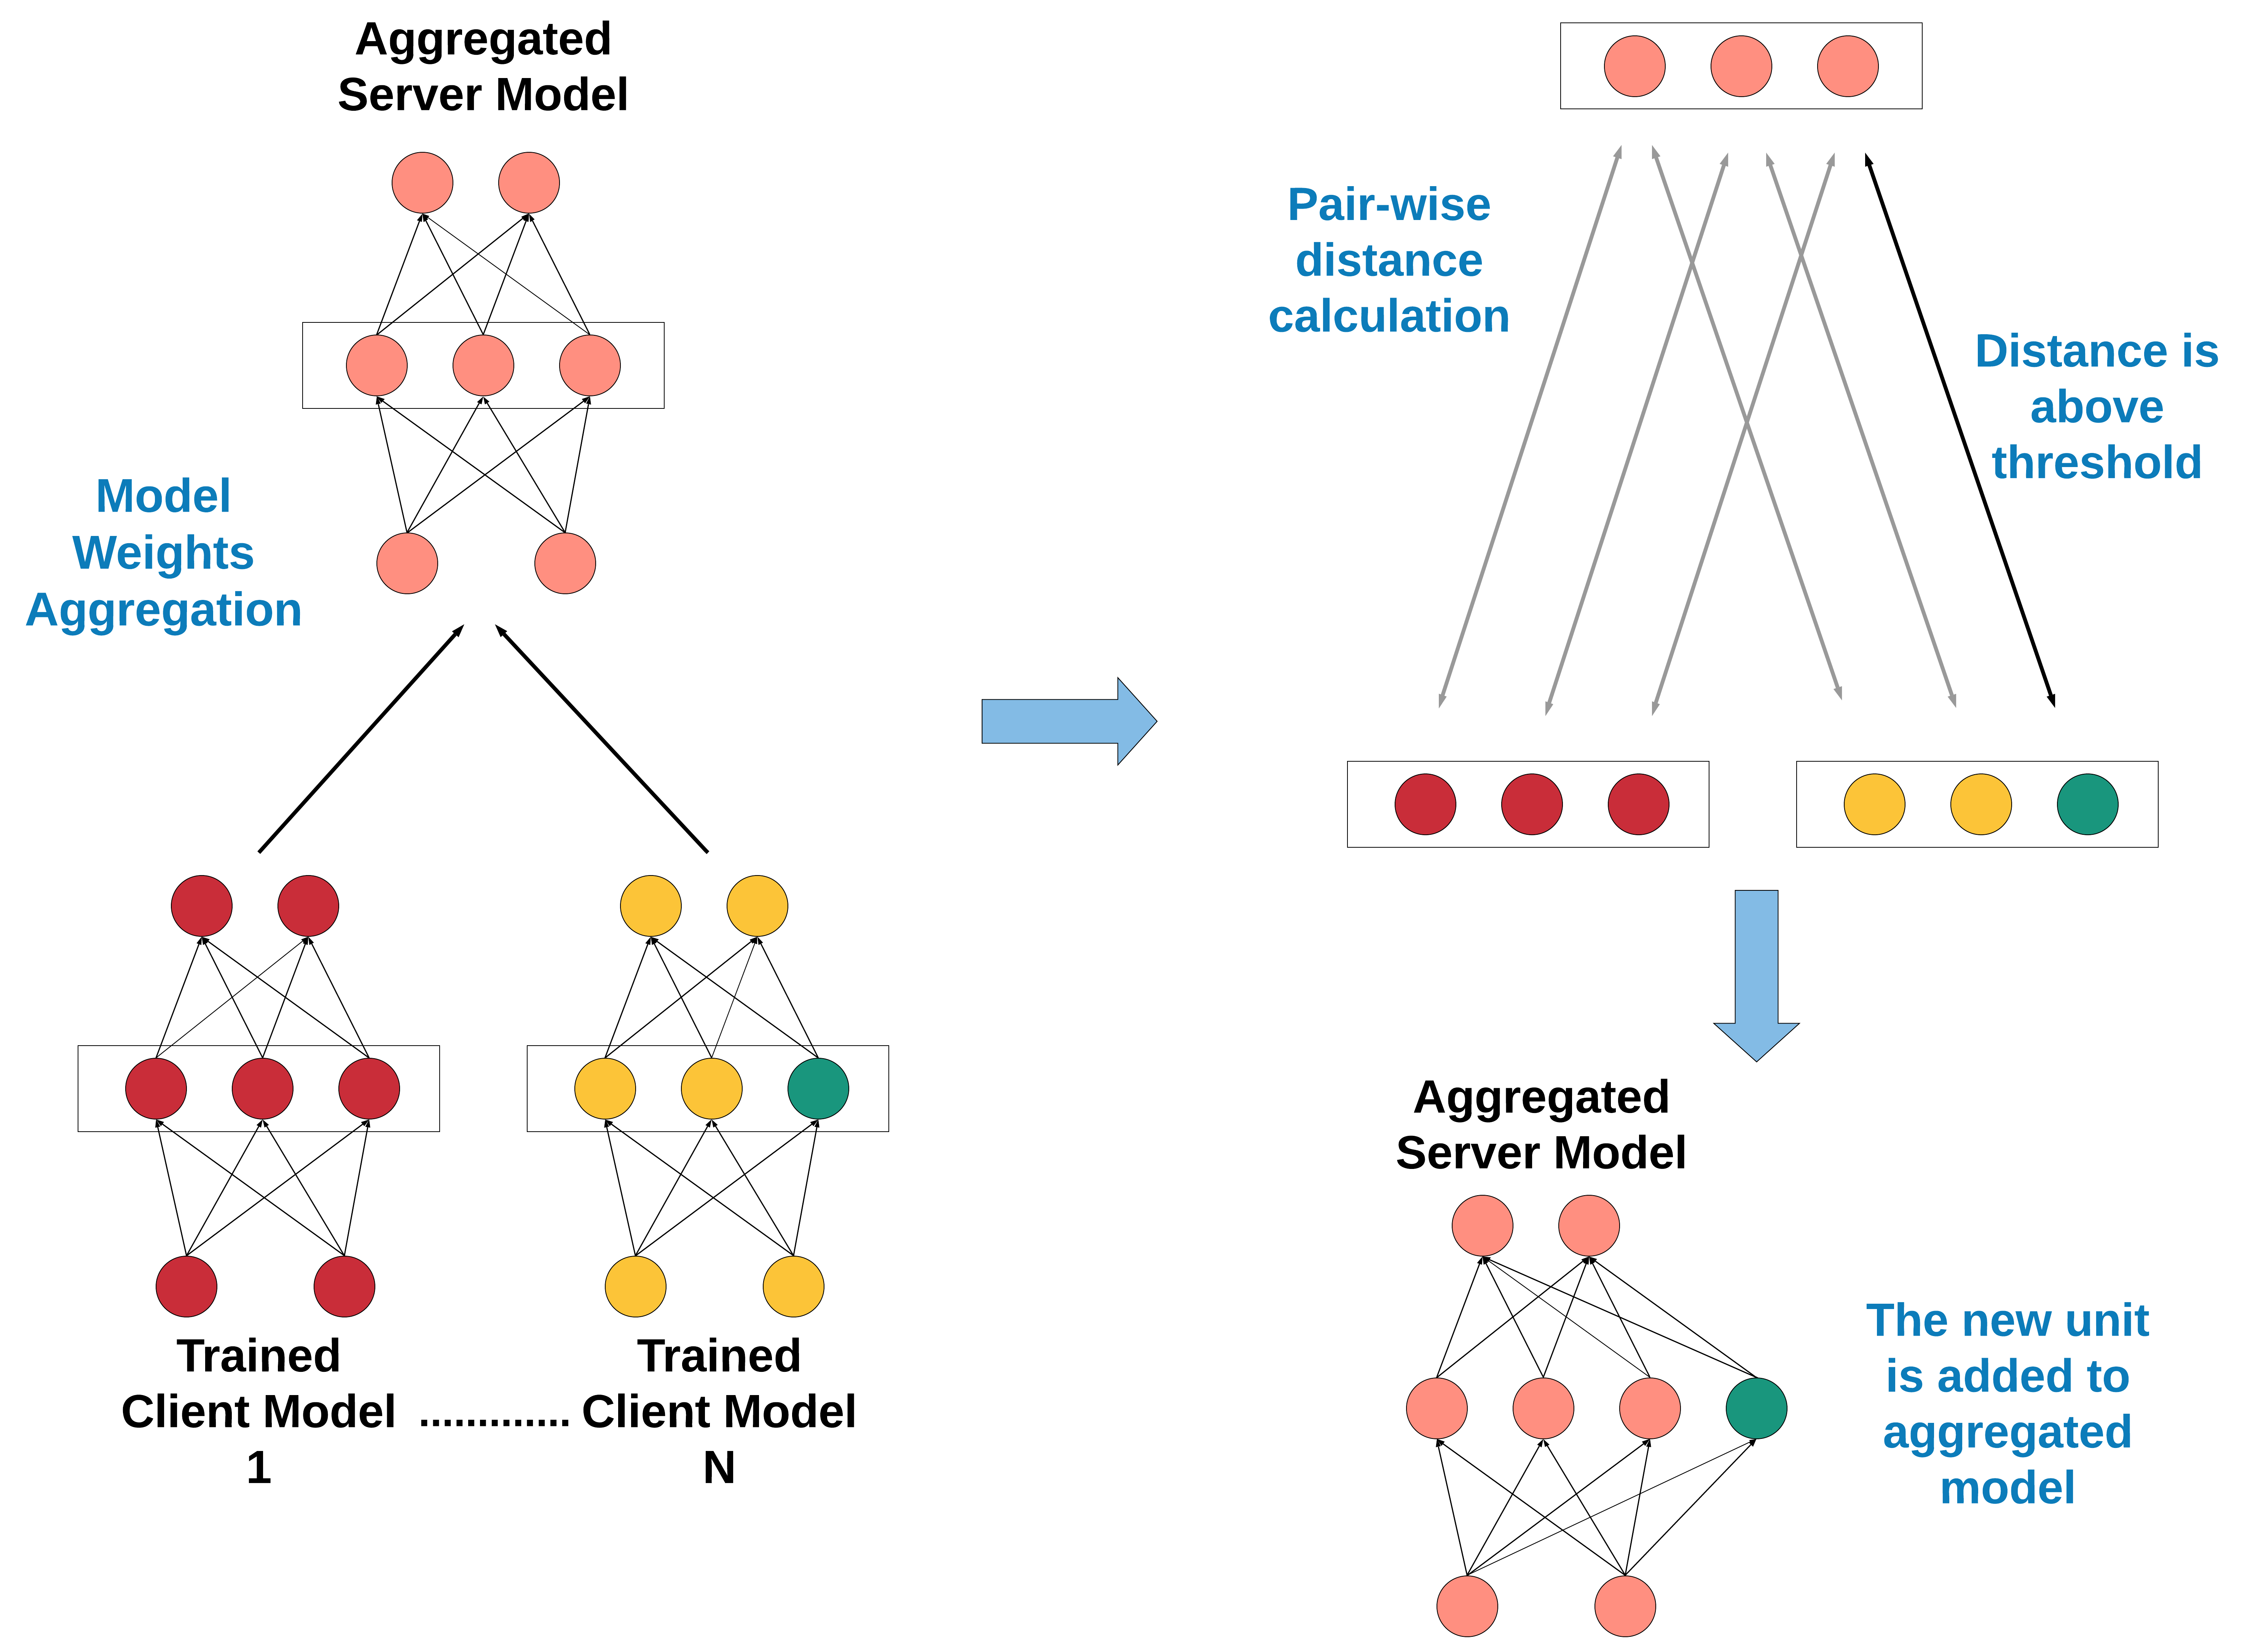 Aggregated
Server Model
Model
Weights
Aggregation
Trained
Client Model
1
.............
Trained
Client Model
N
Pair-wise
distance
calculation
Distance is
above
threshold
Aggregated
Server Model
The new unit
is added to
aggregated
model